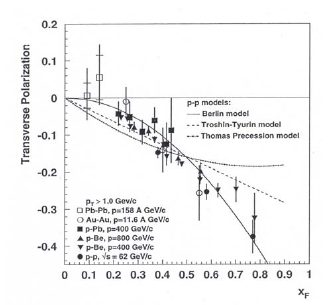 Transverse Polarization
0.2
0.1
0
-0.1
-0.2
-0.3
-0.4
p-p models:
Berlin model
Troshin-Tyurin model
Thomas Precession model
pT > 1.0 Gev/c
Pb-Pb, p=158 A GeV/c
Au-Au, p=11.6 A GeV/c
p-Pb, p=400 GeV/c
p-Be, p=800 GeV/c
p-Be, p=400 GeV/c
p-p, √s = 62 GeV/c
0 0.1 0.2 0.3 0.4 0.5 0.6 0.7 0.8 0.9 1
xF